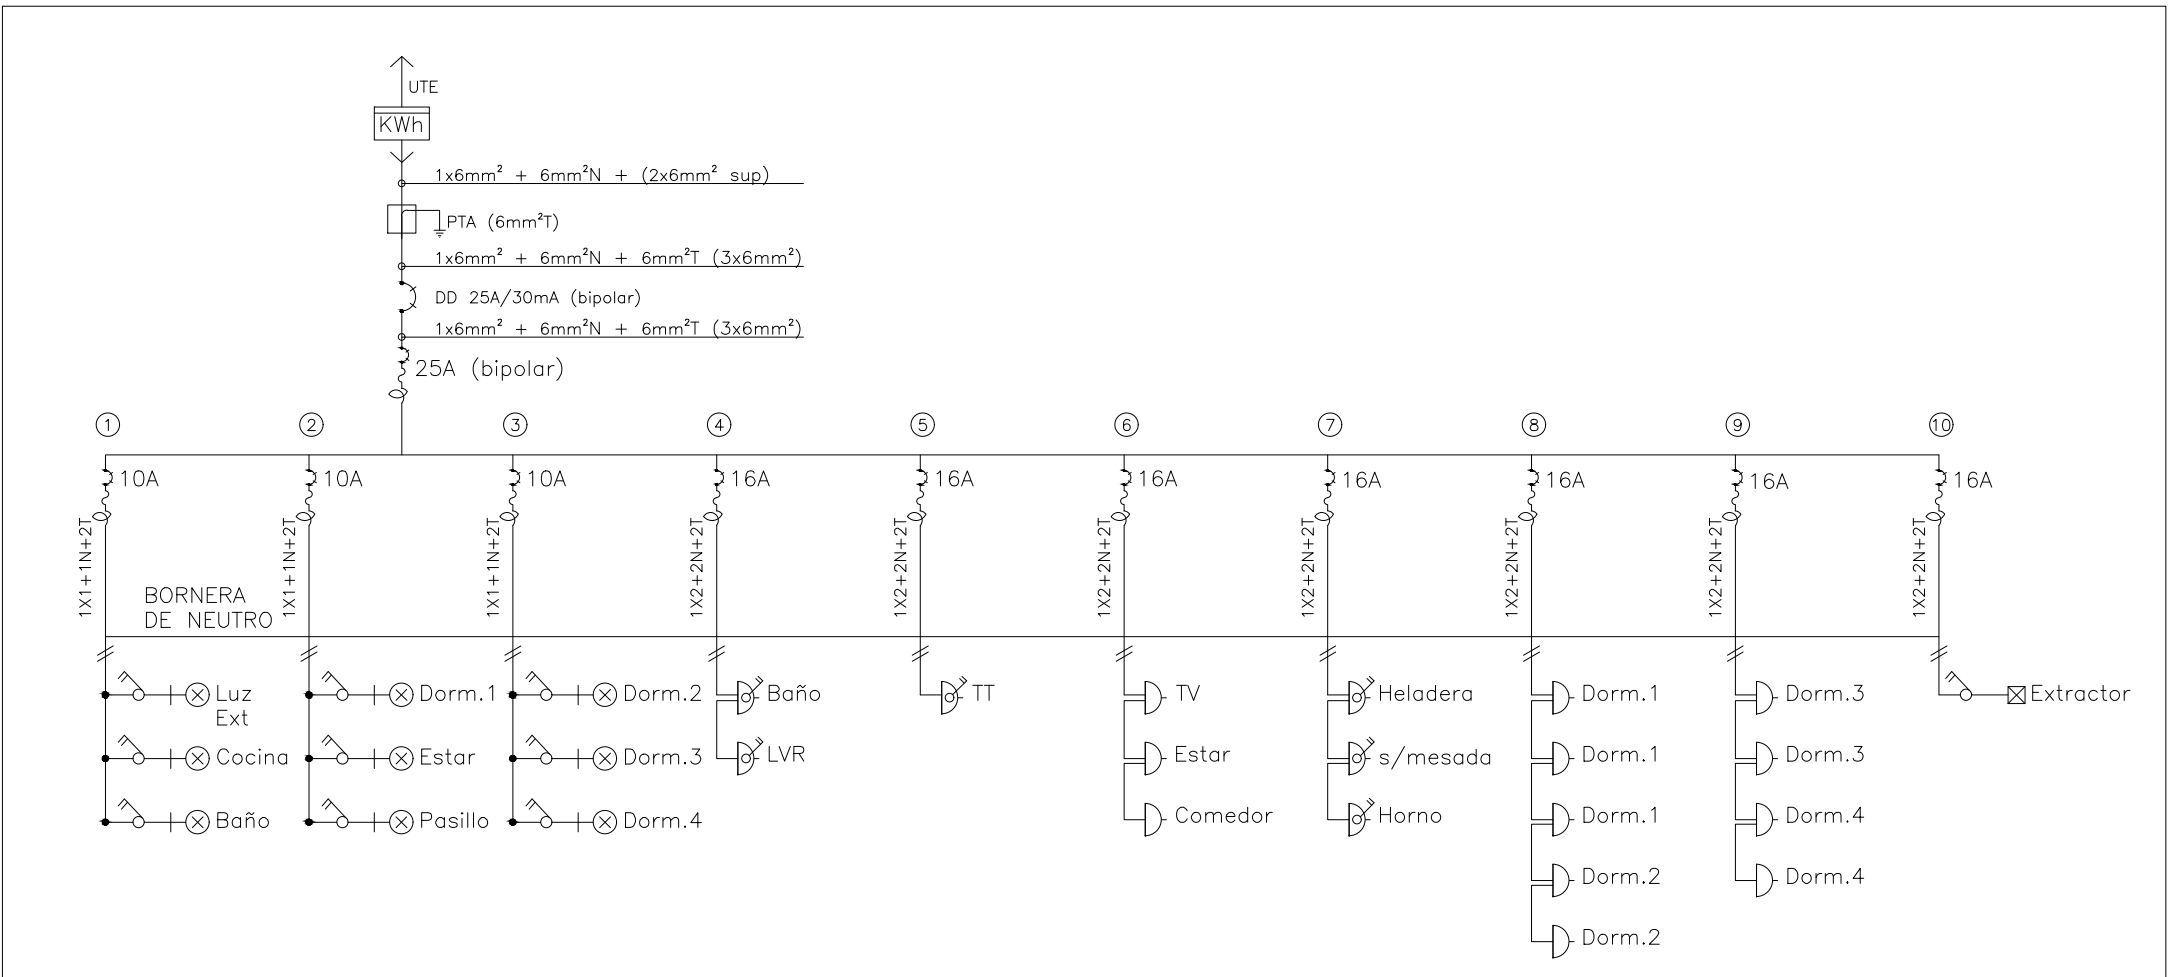 UTE
KWh
1x6mm² + 6mm²N + (2x6mm² sup)
PTA (6mm²T)
1x6mm² + 6mm²N + 6mm²T (3x6mm²)
DD 25A/30mA (bipolar)
1x6mm² + 6mm²N + 6mm²T (3x6mm²)
25A (bipolar)
1 2 3 4 5 6 7 8 9 10
10A 10A 10A 16A 16A 16A 16A 16A 16A 16A
1X1+1N+2T 1X1+1N+2T 1X1+1N+2T 1X2+2N+2T 1X2+2N+2T 1X2+2N+2T 1X2+2N+2T 1X2+2N+2T 1X2+2N+2T 1X2+2N+2T
BORNERA
DE NEUTRO
Luz
Ext
Cocina
Baño
Dorm.1
Estar
Pasillo
Dorm.2
Dorm.3
Dorm.4
Baño
LVR
TT
TV
Estar
Comedor
Heladera
s/mesada
Horno
Dorm.1
Dorm.1
Dorm.1
Dorm.2
Dorm.2
Dorm.3
Dorm.3
Dorm.4
Dorm.4
Extractor